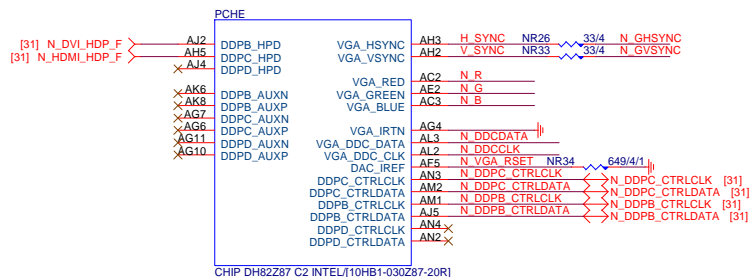 PCHE
[31] N_DVI_HDP_F AJ2 DDPB_HPD VGA_HSYNC AH3 H_SYNC NR26 33/4 N_GHSYNC
[31] N_HDMI_HDP_F AH5 DDPC_HPD VGA_VSYNC AH2 V_SYNC NR33 33/4 N_GVSYNC
AJ4 DDPD_HPD
VGA_RED AC2 N_R
AK6 DDPB_AUXN VGA_GREEN AE2 N_G
AK8 DDPB_AUXP VGA_BLUE AC3 N_B
AG7 DDPC_AUXN
AG6 DDPC_AUXP VGA_IRTN AG4
AG11 DDPD_AUXN VGA_DDC_DATA AL3 N_DDCDATA
AG10 DDPD_AUXP VGA_DDC_CLK AL2 N_DDCCLK
DAC_IREF AF5 N_VGA_RSET NR34 649/4/1
DDPC_CTRLCLK AN3 N_DDPC_CTRLCLK N_DDPC_CTRLCLK [31]
DDPC_CTRLDATA AM2 N_DDPC_CTRLDATA N_DDPC_CTRLDATA [31]
DDPB_CTRLCLK AM1 N_DDPB_CTRLCLK N_DDPB_CTRLCLK [31]
DDPB_CTRLDATA AJ5 N_DDPB_CTRLDATA N_DDPB_CTRLDATA [31]
DDPD_CTRLCLK AN4
DDPD_CTRLDATA AN2
CHIP DH82Z87 C2 INTEL/[10HB1-030Z87-20R]